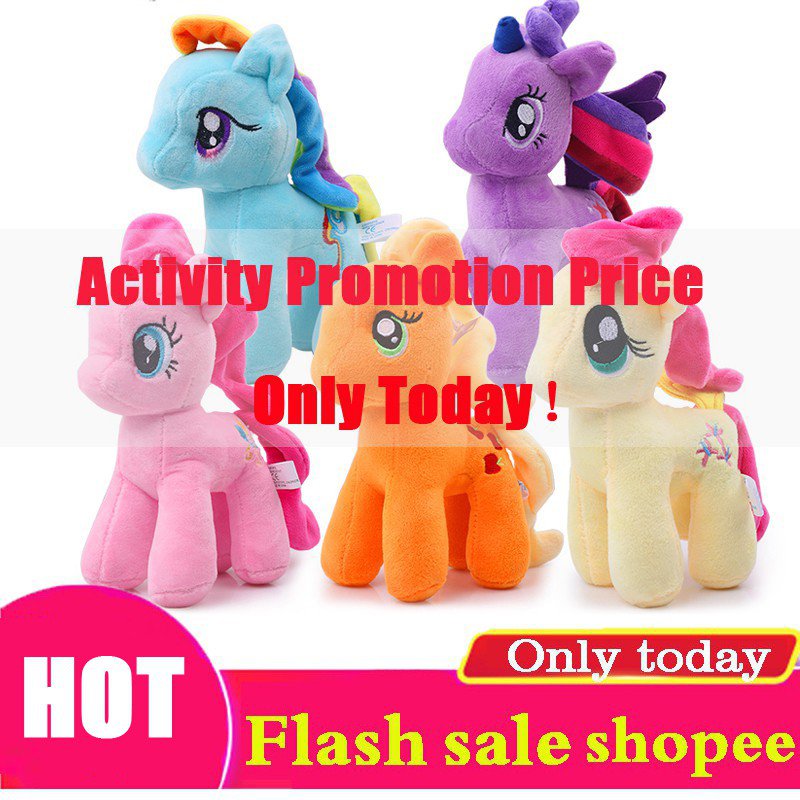 Activity Promotion Price
Only Today!
Only today
HOT
Flash sale shopee